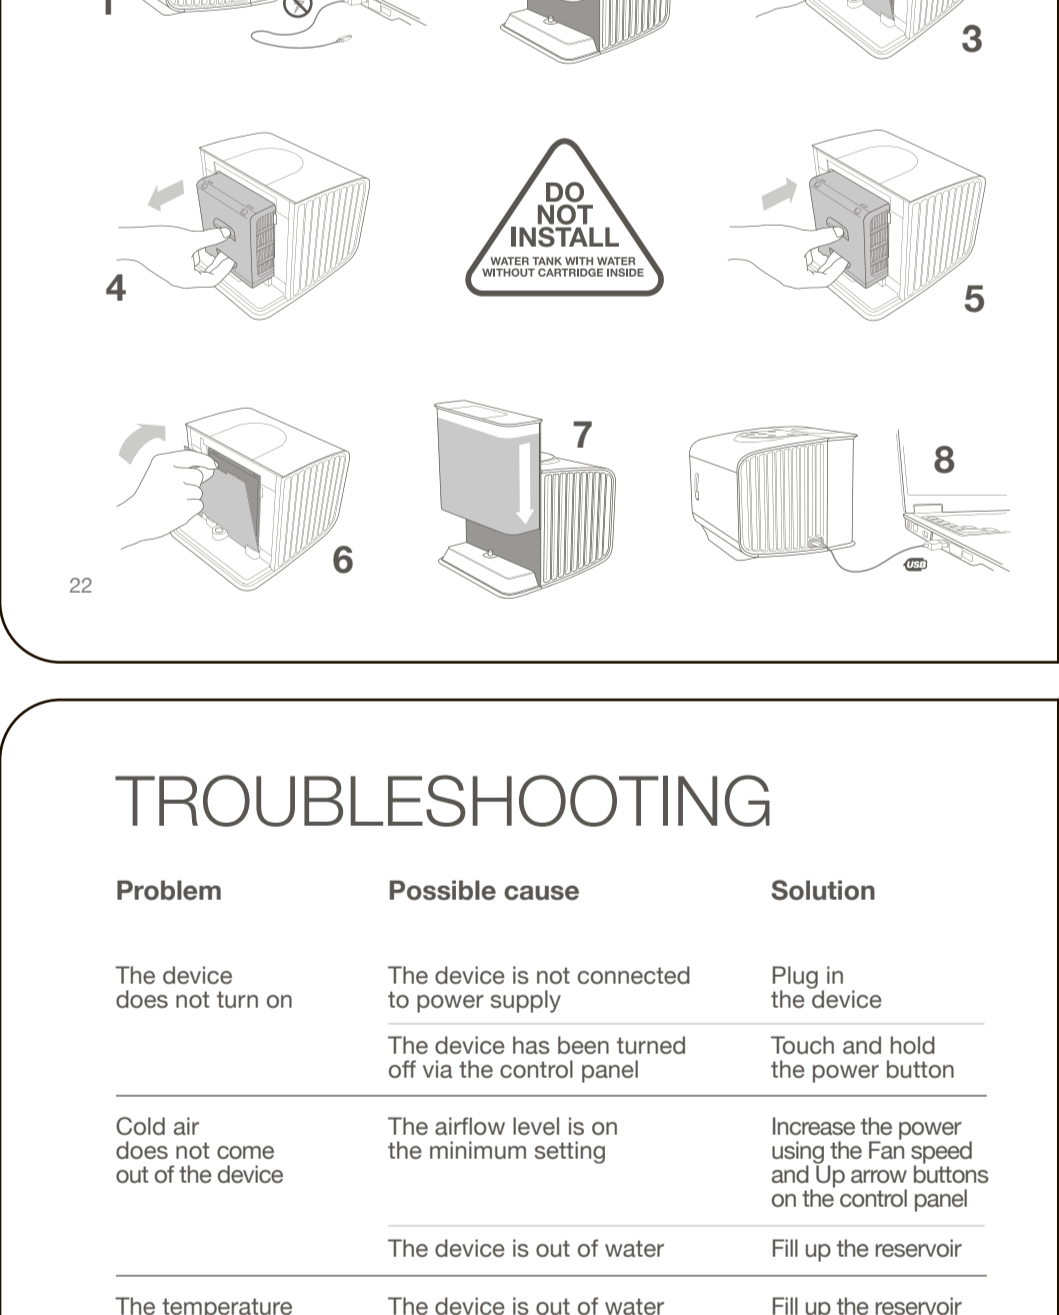 1
3
4
DO
NOT
INSTALL
WATER TANK WITH WATER
WITHOUT CARTRIDGE INSIDE
5
6
7
8
USB
22
TROUBLESHOOTING
Problem Possible cause Solution
The device The device is not connected Plug in
does not turn on to power supply the device
The device has been turned Touch and hold
off via the control panel the power button
Cold air The airflow level is on Increase the power
does not come the minimum setting using the Fan speed
out of the device and Up arrow buttons
on the control panel
The device is out of water Fill up the reservoir
The temperature The device is out of water Fill up the reservoir